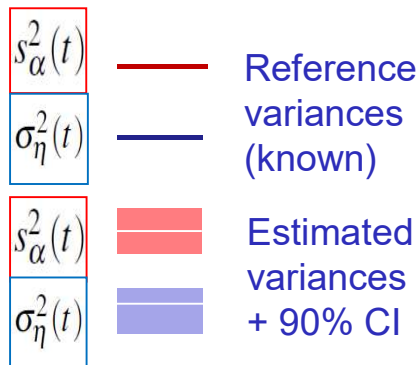 s²_α(t)
Reference
variances
σ²_η(t)
(known)
s²_α(t)
Estimated
variances
σ²_η(t)
+ 90% CI